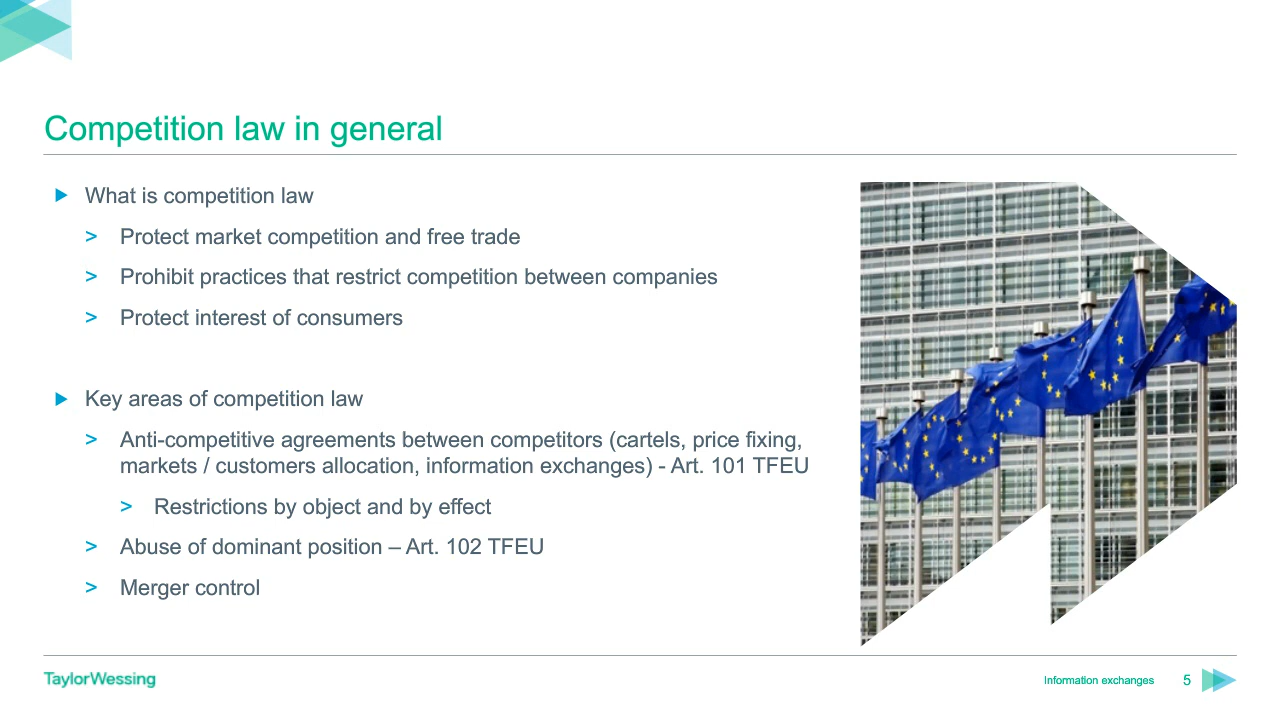 Competition law in general
What is competition law
> Protect market competition and free trade
> Prohibit practices that restrict competition between companies
> Protect interest of consumers
Key areas of competition law
> Anti-competitive agreements between competitors (cartels, price fixing,
markets / customers allocation, information exchanges) - Art. 101 TFEU
> Restrictions by object and by effect
> Abuse of dominant position – Art. 102 TFEU
> Merger control
TaylorWessing
Information exchanges 5